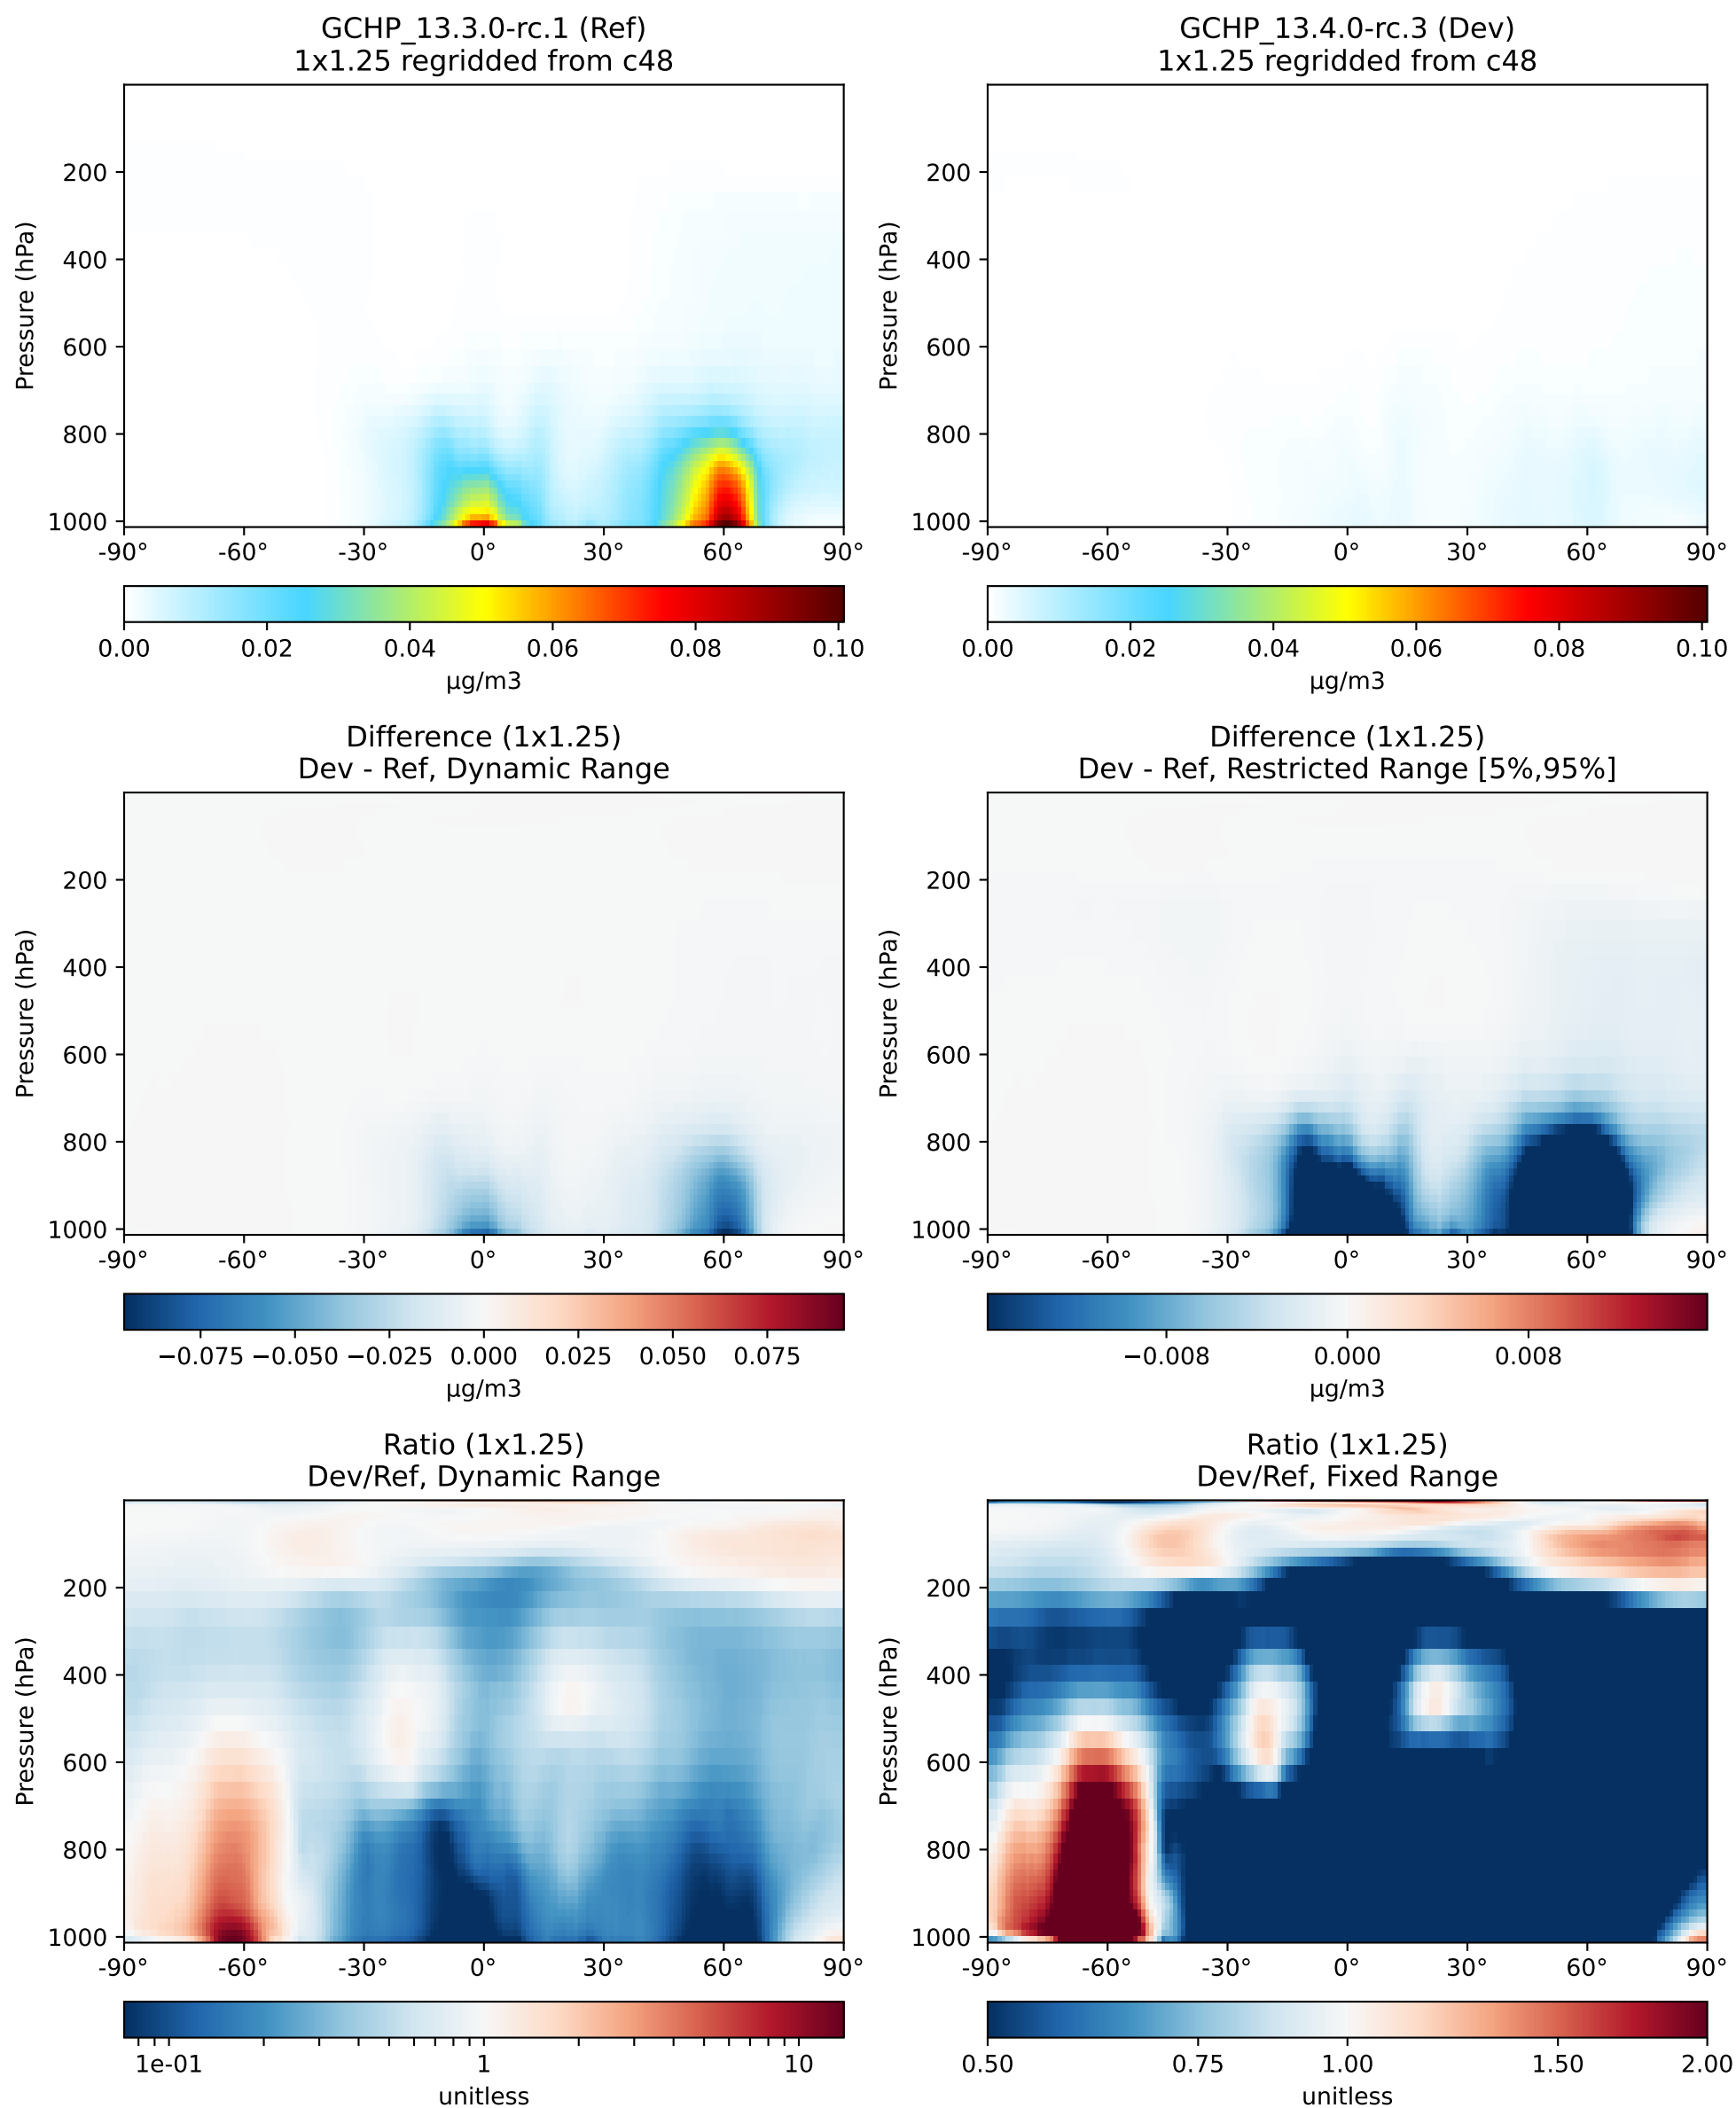 GCHP_13.3.0-rc.1 (Ref)
1x1.25 regridded from c48
Pressure (hPa)
200
400
600
800
1000
-90° -60° -30° 0° 30° 60° 90°
0.00 0.02 0.04 0.06 0.08 0.10
µg/m3
GCHP_13.4.0-rc.3 (Dev)
1x1.25 regridded from c48
Pressure (hPa)
200
400
600
800
1000
-90° -60° -30° 0° 30° 60° 90°
0.00 0.02 0.04 0.06 0.08 0.10
µg/m3
Difference (1x1.25)
Dev - Ref, Dynamic Range
Pressure (hPa)
200
400
600
800
1000
-90° -60° -30° 0° 30° 60° 90°
−0.075 −0.050 −0.025 0.000 0.025 0.050 0.075
µg/m3
Difference (1x1.25)
Dev - Ref, Restricted Range [5%,95%]
Pressure (hPa)
200
400
600
800
1000
-90° -60° -30° 0° 30° 60° 90°
−0.008 0.000 0.008
µg/m3
Ratio (1x1.25)
Dev/Ref, Dynamic Range
Pressure (hPa)
200
400
600
800
1000
-90° -60° -30° 0° 30° 60° 90°
1e-01 1 10
unitless
Ratio (1x1.25)
Dev/Ref, Fixed Range
Pressure (hPa)
200
400
600
800
1000
-90° -60° -30° 0° 30° 60° 90°
0.50 0.75 1.00 1.50 2.00
unitless